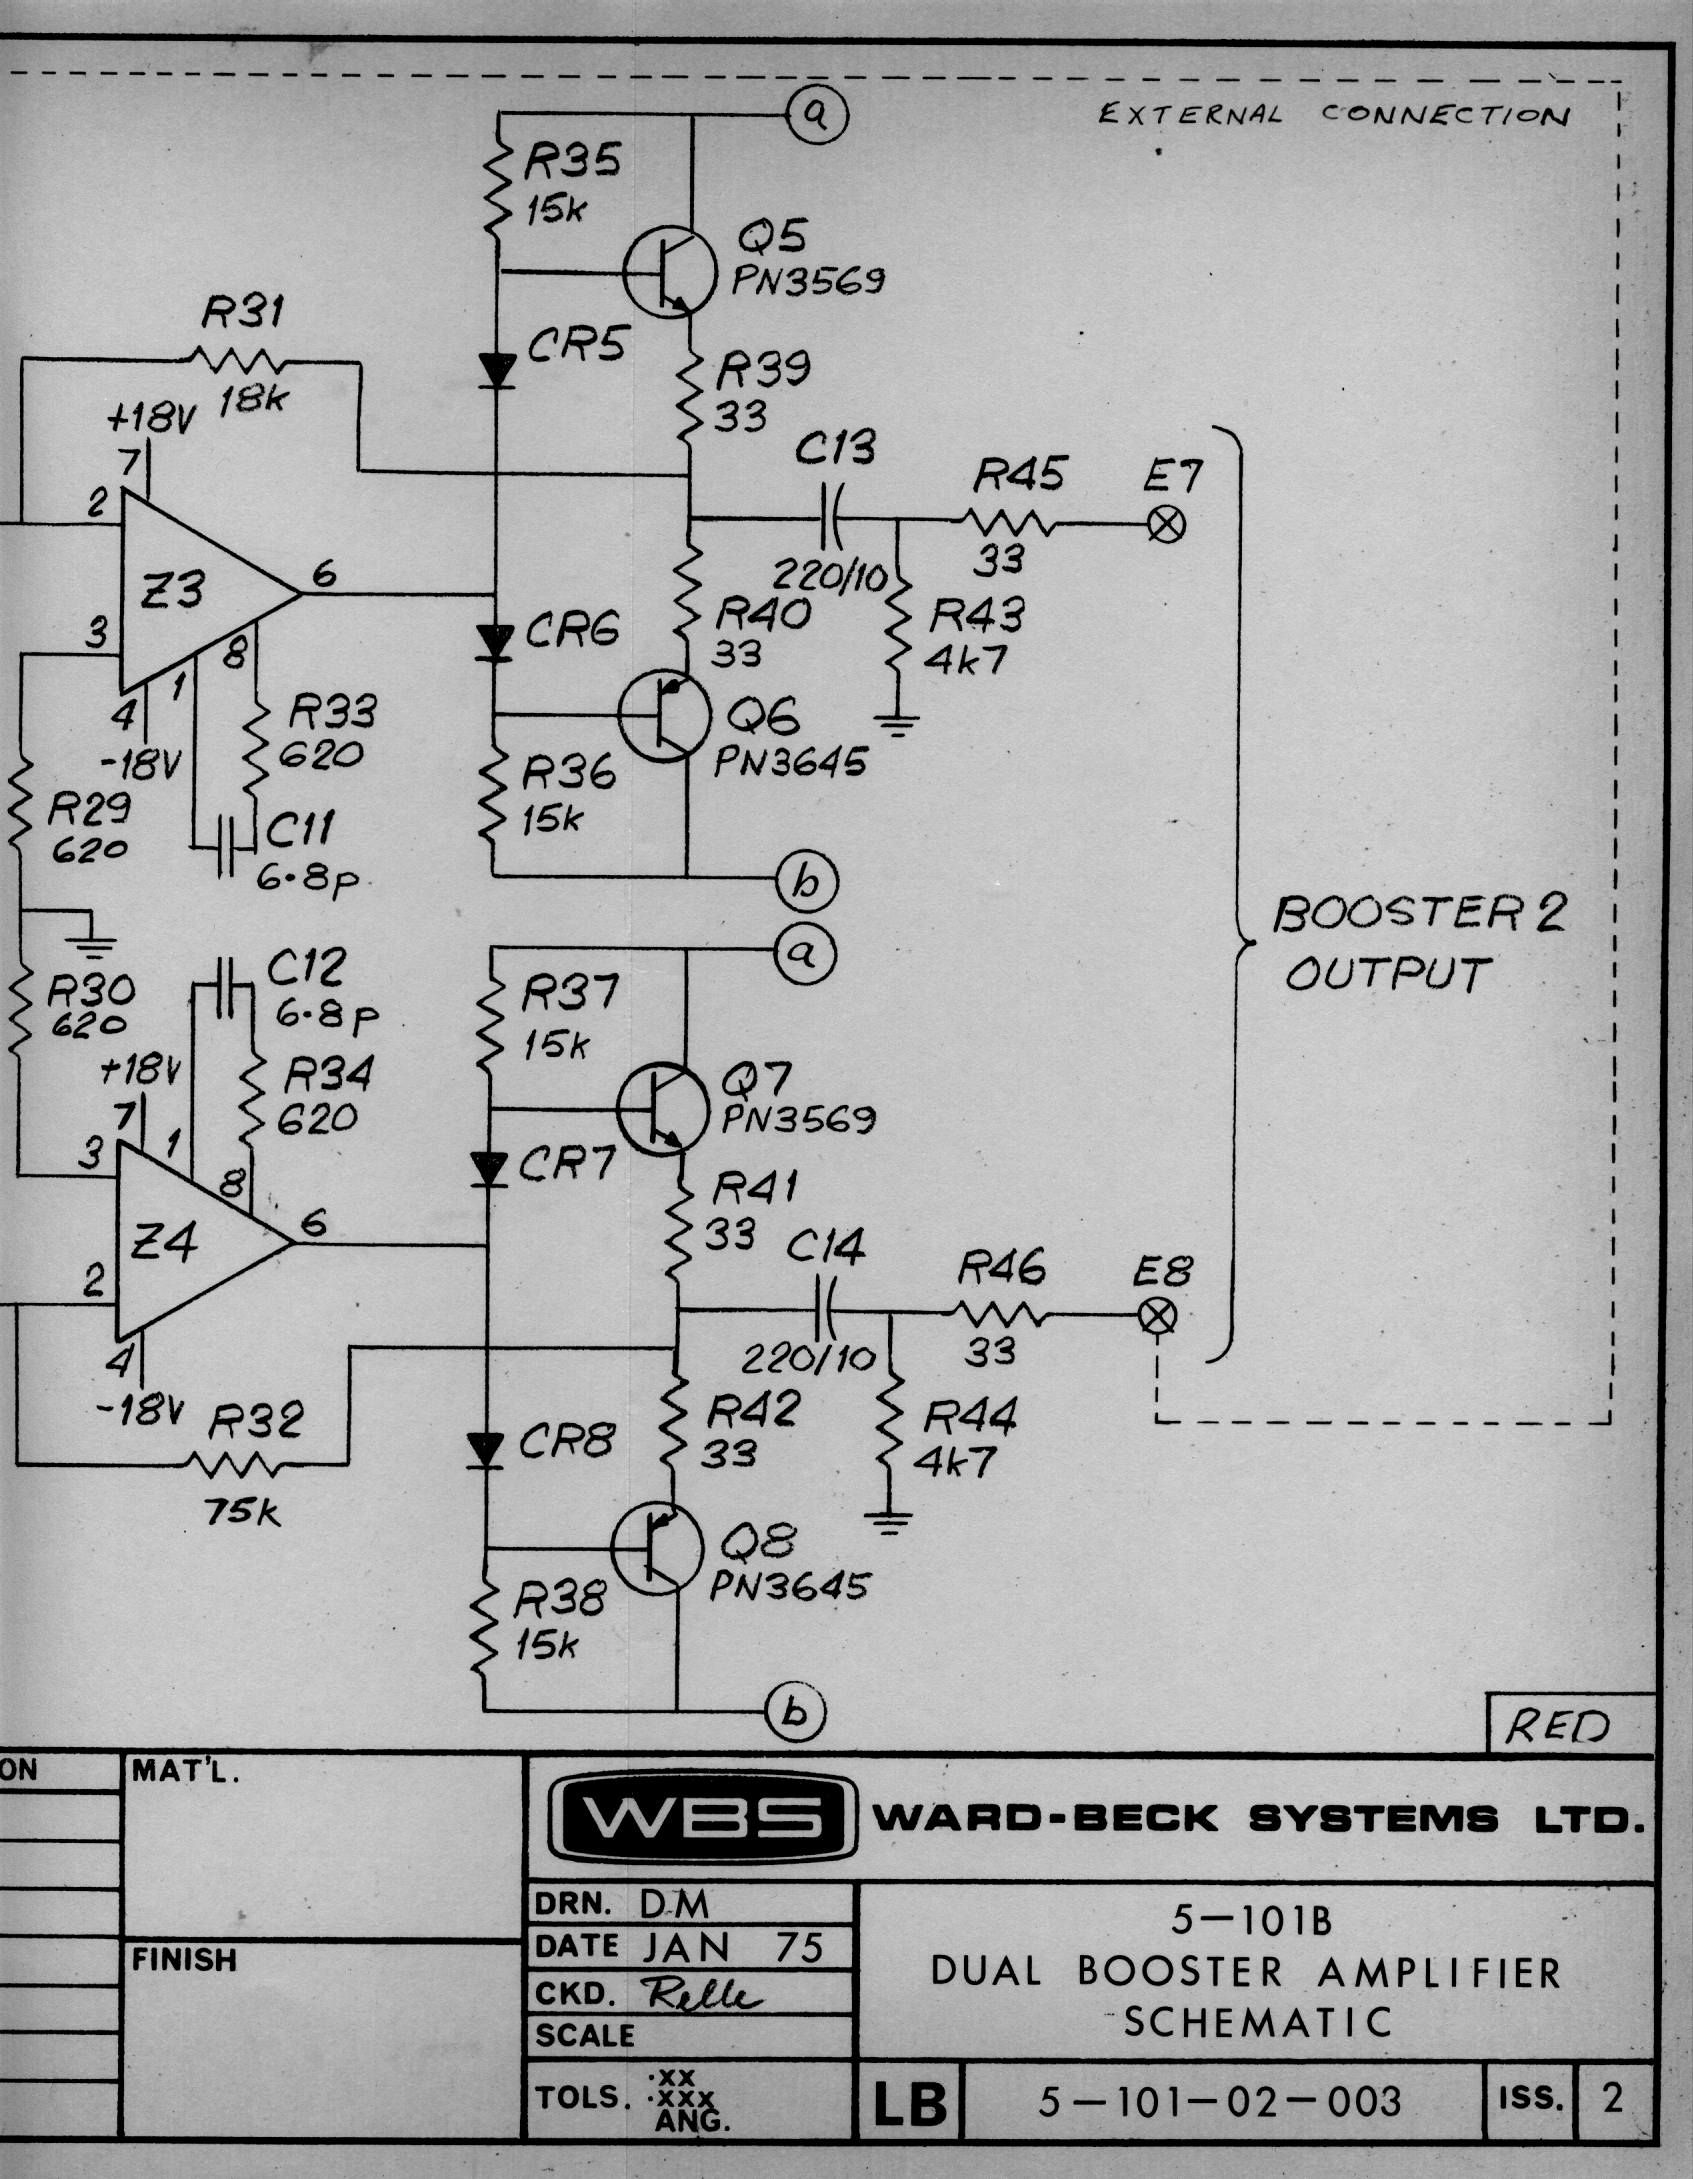 EXTERNAL CONNECTION
a
R35
15k
Q5
PN3569
R31
18k
CR5
R39
33
+18V
7
2
Z3
6
3
8
1
4
-18V
C13
220/10
R45
33
E7
R43
4k7
CR6
R40
33
Q6
PN3645
R33
620
R36
15k
R29
620
C11
6.8p
b
BOOSTER 2
OUTPUT
a
C12
6.8p
R30
620
R37
15k
+18V
7
R34
620
Q7
PN3569
3
1
8
Z4
6
2
4
-18V
CR7
R41
33
C14
220/10
R46
33
E8
R32
75k
CR8
R42
33
R44
4k7
Q8
PN3645
R38
15k
b
RED
ON
MAT'L.
FINISH
WBS
WARD-BECK SYSTEMS LTD.
DRN. DM
DATE JAN 75
CKD. Relle
SCALE
TOLS. .XX
.XXX
ANG.
5-101B
DUAL BOOSTER AMPLIFIER
SCHEMATIC
LB
5-101-02-003
ISS. 2